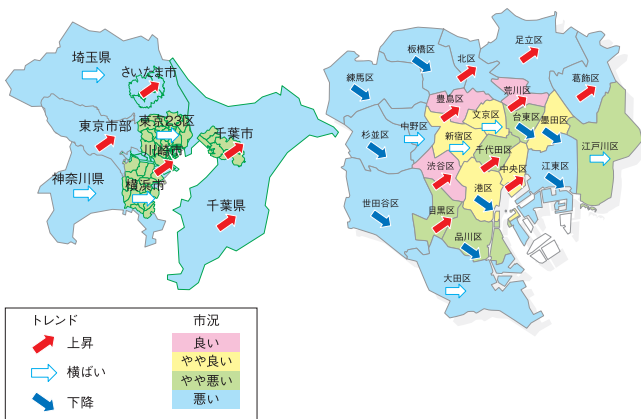 埼玉県
さいたま市
東京23区
東京市部
千葉市
川崎市
神奈川県
横浜市
千葉県
足立区
板橋区
北区
練馬区
葛飾区
荒川区
豊島区
文京区
台東区
墨田区
中野区
新宿区
杉並区
千代田区
江戸川区
渋谷区
中央区
江東区
港区
世田谷区
目黒区
品川区
大田区
トレンド
上昇
横ばい
下降
市況
良い
やや良い
やや悪い
悪い